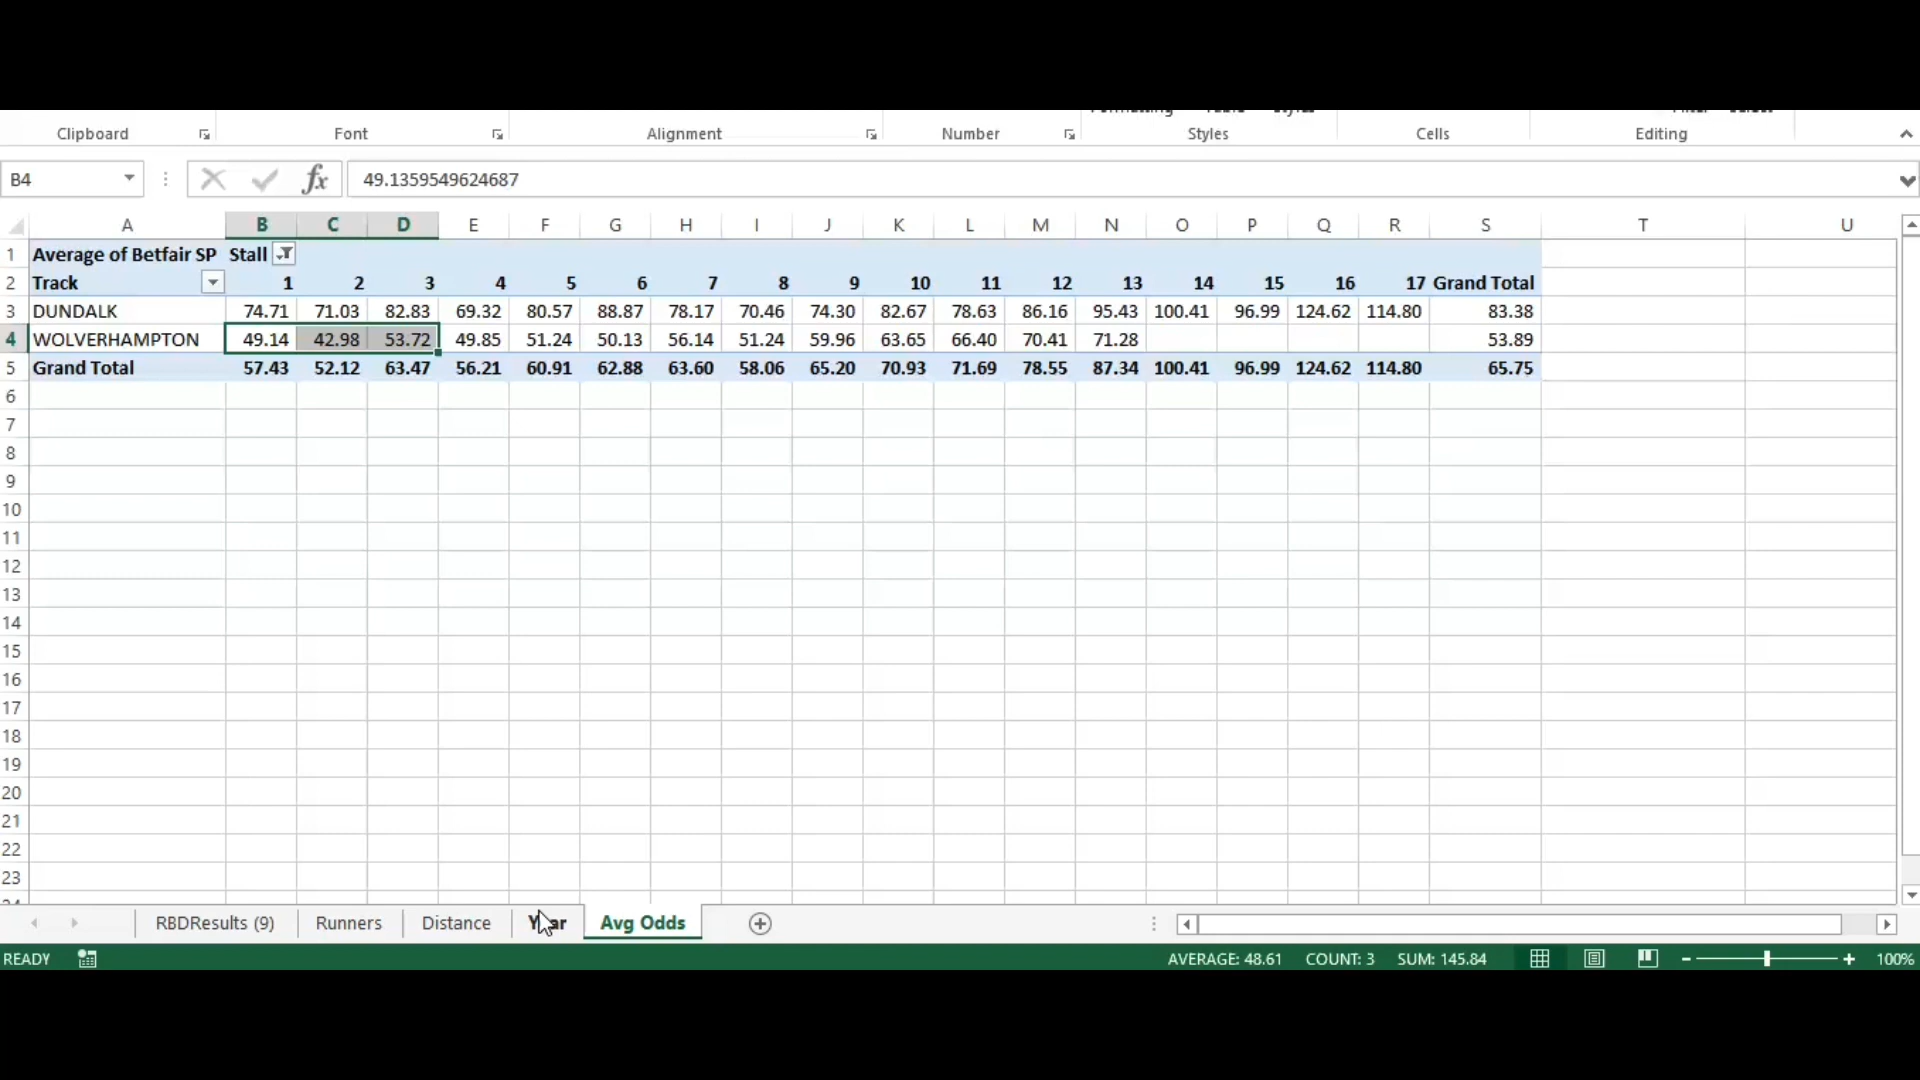 Clipboard Font Alignment Number Styles Cells Editing
B4 fx 49.1359549624687
A B C D E F G H I J K L M N O P Q R S T U
1 Average of Betfair SP Stall
2 Track 1 2 3 4 5 6 7 8 9 10 11 12 13 14 15 16 17 Grand Total
3 DUNDALK 74.71 71.03 82.83 69.32 80.57 88.87 78.17 70.46 74.30 82.67 78.63 86.16 95.43 100.41 96.99 124.62 114.80 83.38
4 WOLVERHAMPTON 49.14 42.98 53.72 49.85 51.24 50.13 56.14 51.24 59.96 63.65 66.40 70.41 71.28 53.89
5 Grand Total 57.43 52.12 63.47 56.21 60.91 62.88 63.60 58.06 65.20 70.93 71.69 78.55 87.34 100.41 96.99 124.62 114.80 65.75
6
7
8
9
10
11
12
13
14
15
16
17
18
19
20
21
22
23
RBDResults (9) Runners Distance Year Avg Odds
READY AVERAGE: 48.61 COUNT: 3 SUM: 145.84 100%